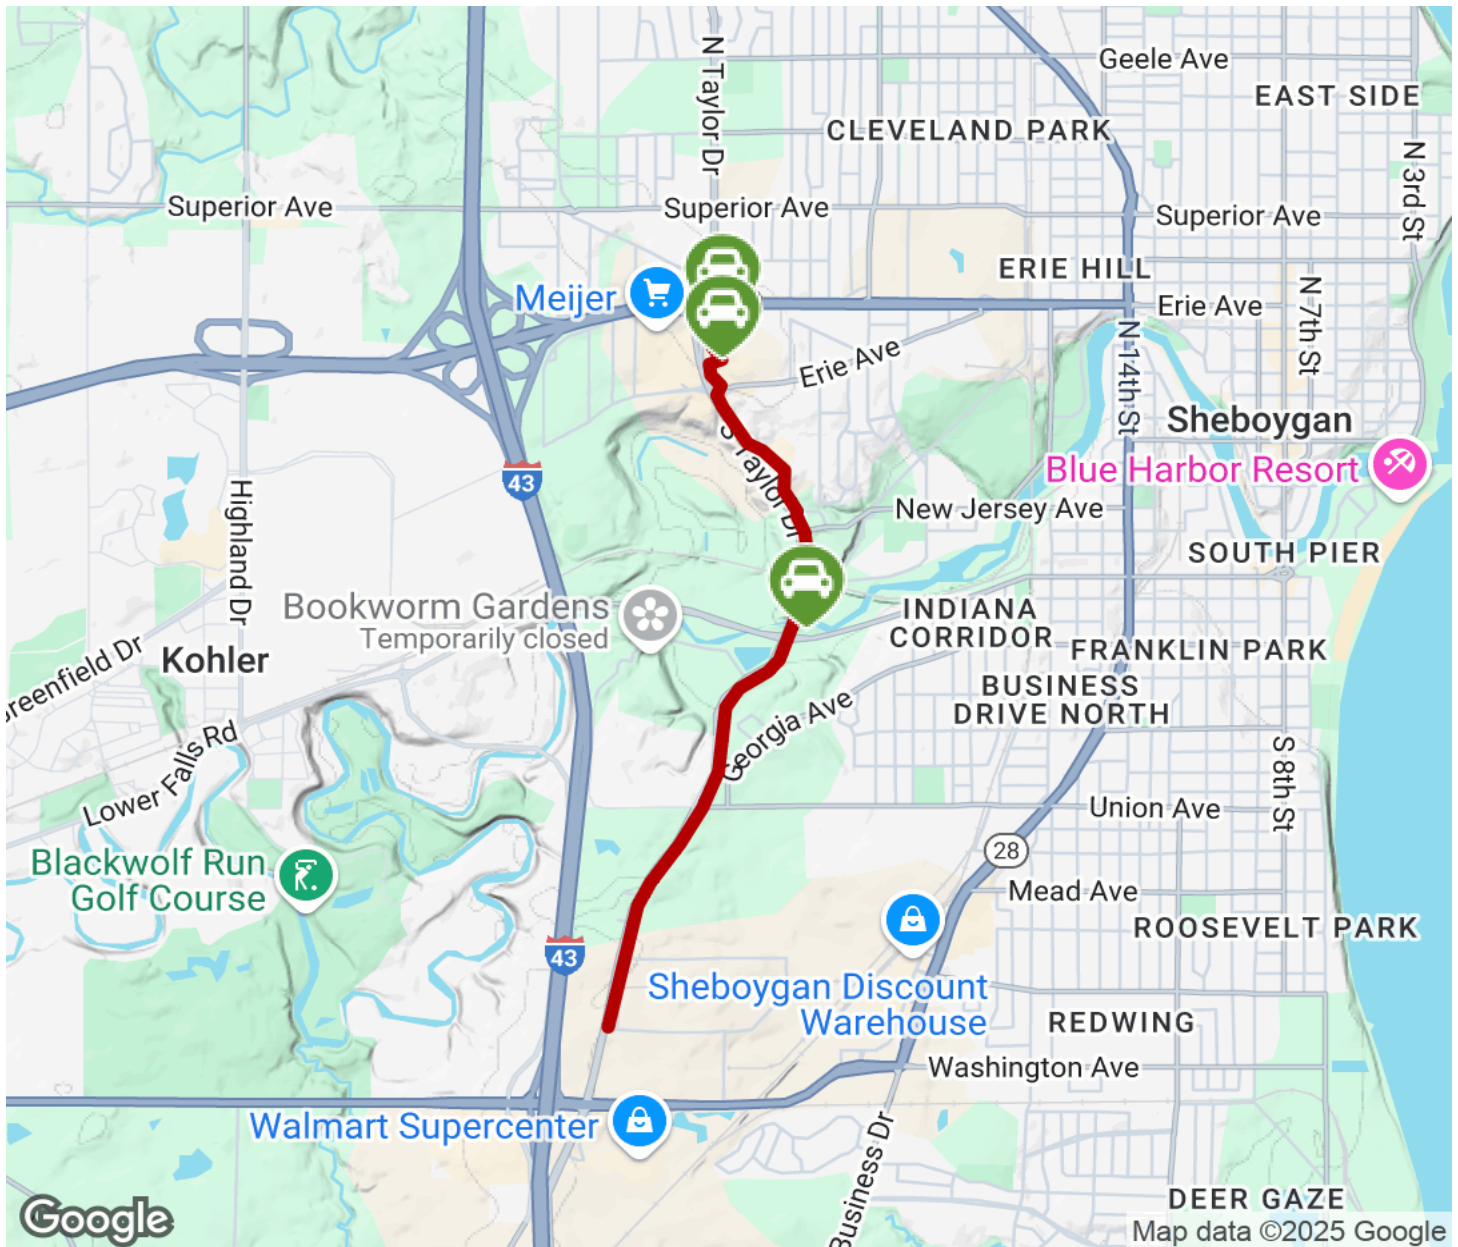 N Taylor Dr
Geele Ave
EAST SIDE
CLEVELAND PARK
N 3rd St
Superior Ave
Superior Ave
Superior Ave
ERIE HILL
Meijer
Erie Ave
N 7th St
N 14th St
Erie Ave
Sheboygan
S Taylor Dr
Blue Harbor Resort
43
Highland Dr
New Jersey Ave
SOUTH PIER
Bookworm Gardens
Temporarily closed
INDIANA
CORRIDOR
FRANKLIN PARK
Greenfield Dr
Kohler
BUSINESS
DRIVE NORTH
Georgia Ave
Lower Falls Rd
S 8th St
Union Ave
28
Blackwolf Run
Golf Course
Mead Ave
ROOSEVELT PARK
43
Sheboygan Discount
Warehouse
REDWING
Washington Ave
Walmart Supercenter
Business Dr
DEER GAZE
Google
Map data ©2025 Google